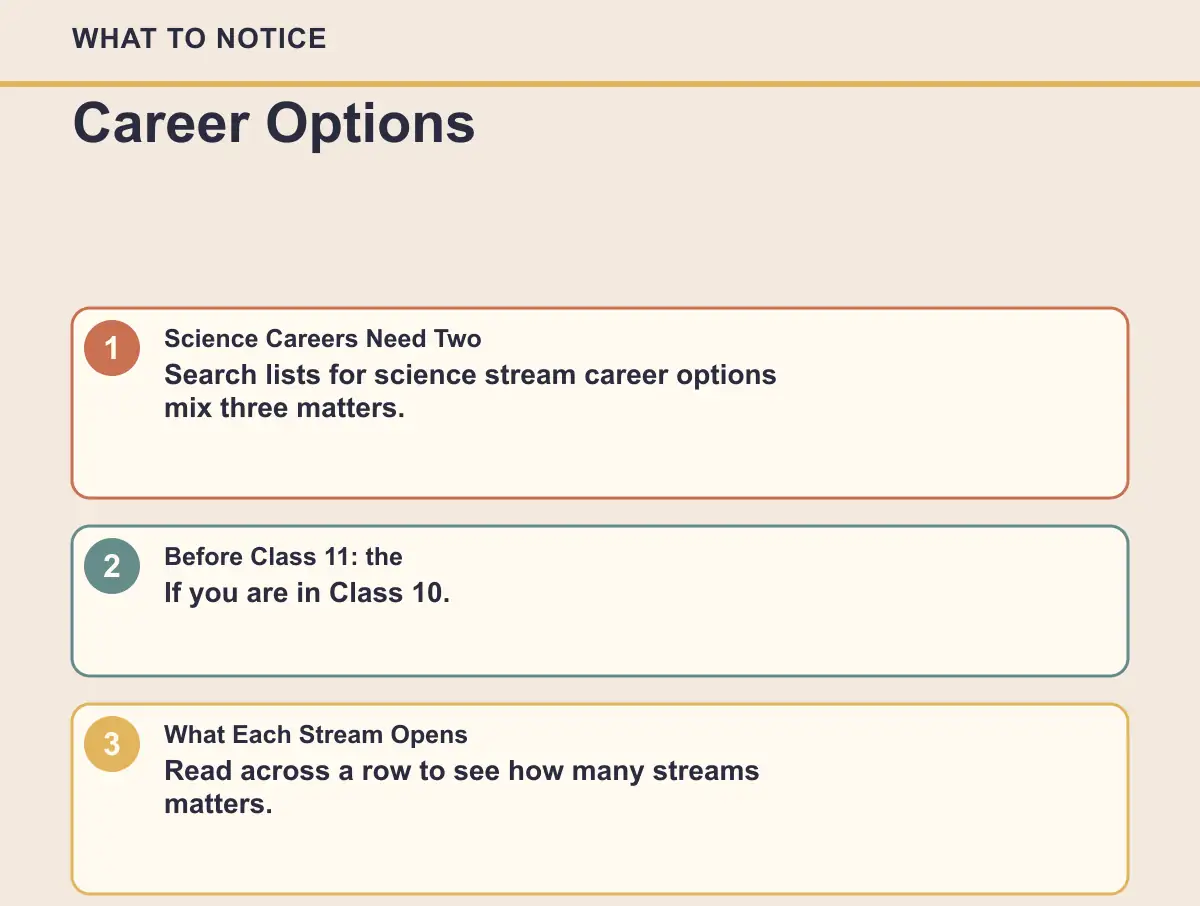 WHAT TO NOTICE
Career Options
1
Science Careers Need Two
Search lists for science stream career options
mix three matters.
2
Before Class 11: the
If you are in Class 10.
3
What Each Stream Opens
Read across a row to see how many streams
matters.